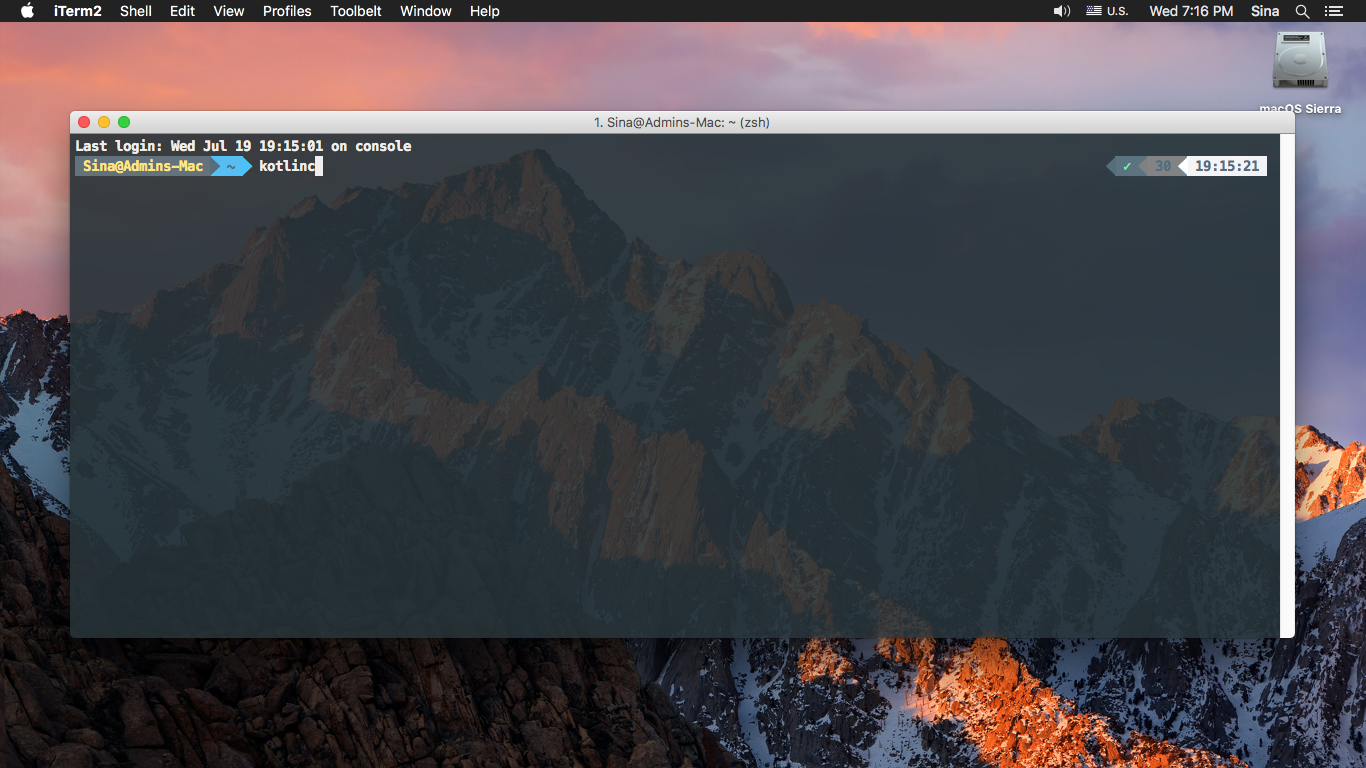 iTerm2 Shell Edit View Profiles Toolbelt Window Help U.S. Wed 7:16 PM Sina
macOS Sierra
1. Sina@Admins-Mac: ~ (zsh)
Last login: Wed Jul 19 19:15:01 on console
Sina@Admins-Mac ~ kotlinc ✓ 30 19:15:21